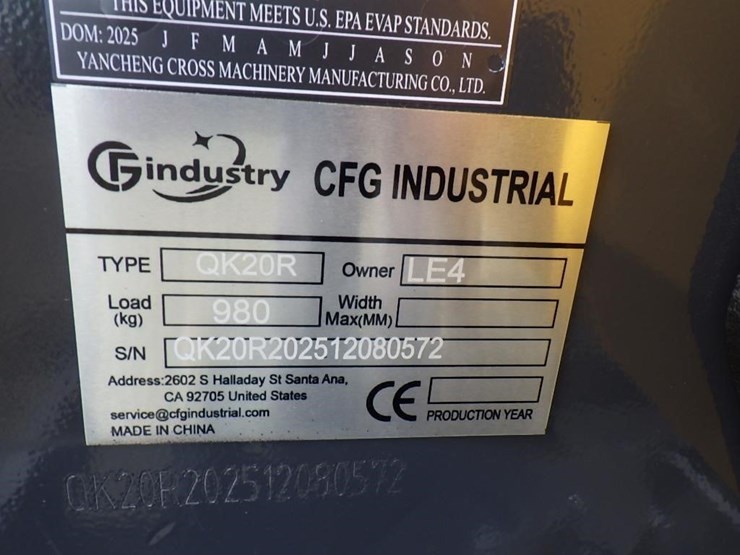 THIS EQUIPMENT MEETS U.S. EPA EVAP STANDARDS.
DOM: 2025 J F M A M J J A S O N
YANCHENG CROSS MACHINERY MANUFACTURING CO., LTD.
CFGindustry CFG INDUSTRIAL
TYPE QK20R Owner LE4
Load (kg) 980 Width Max(MM)
S/N QK20R202512080572
Address:2602 S Halladay St Santa Ana,
CA 92705 United States
service@cfgindustrial.com
MADE IN CHINA
CE PRODUCTION YEAR
QK20R202512080572